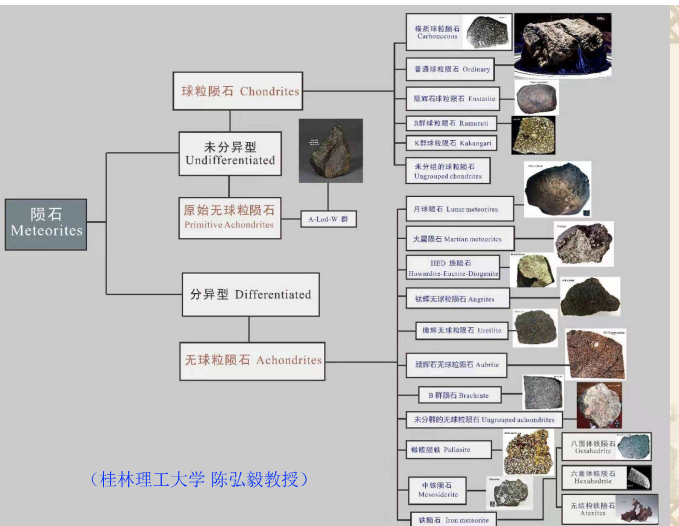 碳质球粒陨石
Carbonceous
普通球粒陨石 Ordinary
球粒陨石 Chondrites
顽辉石球粒陨石 Enstatite
R群球粒陨石 Rumuruti
K群球粒陨石 Kakangari
未分异型
Undifferentiated
未分组的球粒陨石
Ungrouped chondrites
陨石
Meteorites
原始无球粒陨石
Primitive Achondrites
A-Lod-W 群
月球陨石 Lunar meteorites
火星陨石 Martian meteorites
HED 族陨石
Howardite-Eucrite-Diogenite
分异型 Differentiated
钛辉无球粒陨石 Angrites
橄辉无球粒陨石 Ureilite
无球粒陨石 Achondrites
顽辉石无球粒陨石 Aubrite
B 群陨石 Brachinite
未分群的无球粒陨石 Ungrouped achomdrites
橄榄陨铁 Pallasite
八面体铁陨石
Octahedrite
中铁陨石
Mesosiderite
六面体铁陨石
Hexahedrite
无结构铁陨石
Ataxites
铁陨石 Iron meteorite
（桂林理工大学 陈弘毅教授）